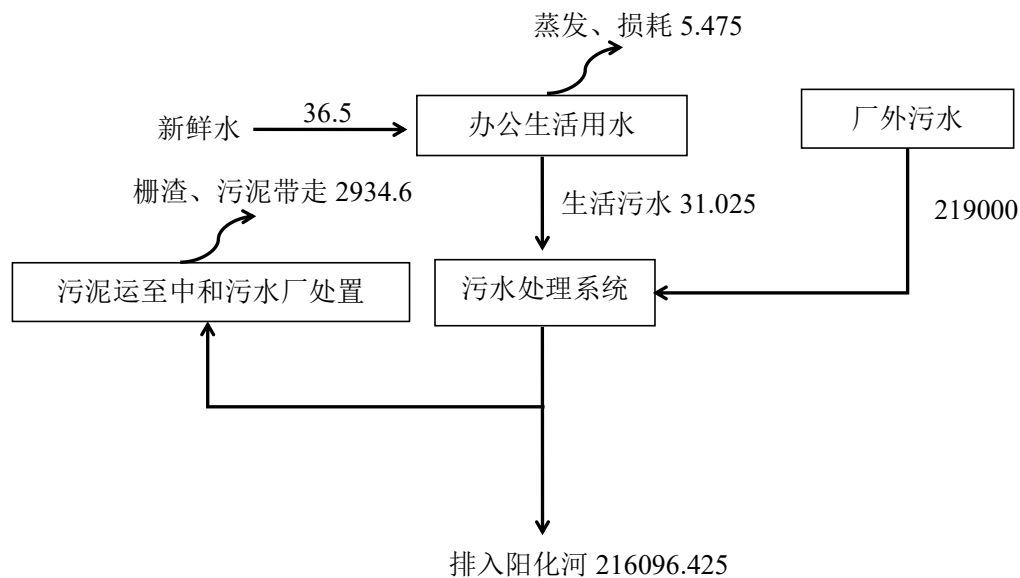 蒸发、损耗 5.475
新鲜水
36.5
办公生活用水
厂外污水
栅渣、污泥带走 2934.6
生活污水 31.025
219000
污泥运至中和污水厂处置
污水处理系统
排入阳化河 216096.425